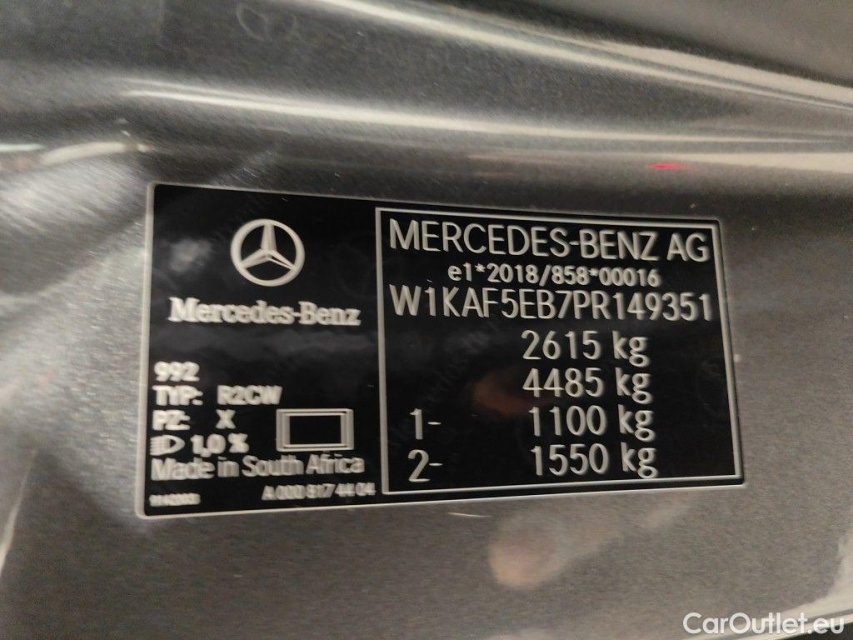 Mercedes-Benz
992
TYP: R2CW
PZ: X
1,0 %
Made in South Africa
A 000 817 44 04
MERCEDES-BENZ AG
e1*2018/858*00016
W1KAF5EB7PR149351
2615 kg
4485 kg
1- 1100 kg
2- 1550 kg
CarOutlet.eu